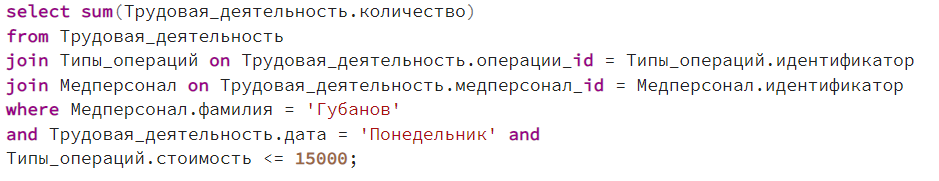 select sum(Трудовая_деятельность.количество)
from Трудовая_деятельность
join Типы_операций on Трудовая_деятельность.операции_id = Типы_операций.идентификатор
join Медперсонал on Трудовая_деятельность.медперсонал_id = Медперсонал.идентификатор
where Медперсонал.фамилия = 'Губанов'
and Трудовая_деятельность.дата = 'Понедельник' and
Типы_операций.стоимость <= 15000;